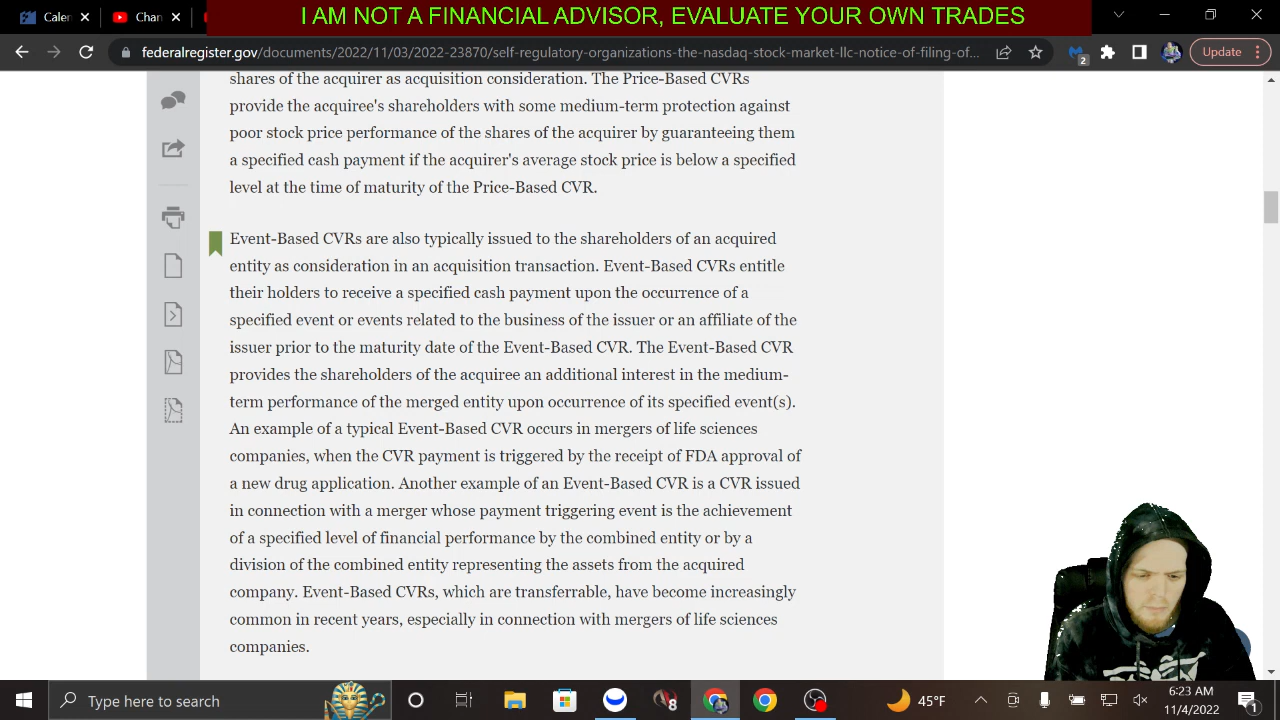 I AM NOT A FINANCIAL ADVISOR, EVALUATE YOUR OWN TRADES
Calen
Chan
federalregister.gov/documents/2022/11/03/2022-23870/self-regulatory-organizations-the-nasdaq-stock-market-llc-notice-of-filing-of...
2
Update
shares of the acquirer as acquisition consideration. The Price-Based CVRs
provide the acquiree's shareholders with some medium-term protection against
poor stock price performance of the shares of the acquirer by guaranteeing them
a specified cash payment if the acquirer's average stock price is below a specified
level at the time of maturity of the Price-Based CVR.
Event-Based CVRs are also typically issued to the shareholders of an acquired
entity as consideration in an acquisition transaction. Event-Based CVRs entitle
their holders to receive a specified cash payment upon the occurrence of a
specified event or events related to the business of the issuer or an affiliate of the
issuer prior to the maturity date of the Event-Based CVR. The Event-Based CVR
provides the shareholders of the acquiree an additional interest in the medium-
term performance of the merged entity upon occurrence of its specified event(s).
An example of a typical Event-Based CVR occurs in mergers of life sciences
companies, when the CVR payment is triggered by the receipt of FDA approval of
a new drug application. Another example of an Event-Based CVR is a CVR issued
in connection with a merger whose payment triggering event is the achievement
of a specified level of financial performance by the combined entity or by a
division of the combined entity representing the assets from the acquired
company. Event-Based CVRs, which are transferrable, have become increasingly
common in recent years, especially in connection with mergers of life sciences
companies.
Type here to search
8
45°F
6:23 AM
11/4/2022
1